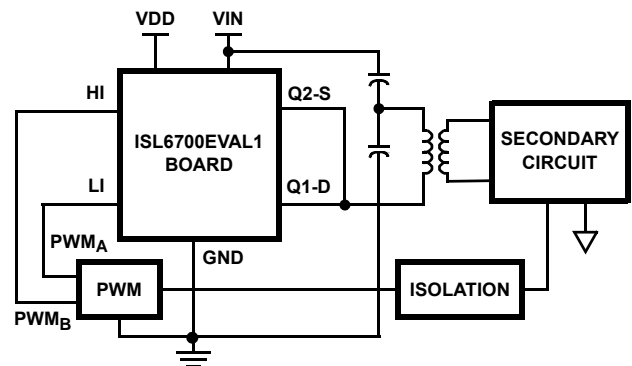 VDD
VIN
HI
Q2-S
ISL6700EVAL1
BOARD
SECONDARY
CIRCUIT
LI
Q1-D
PWMA
GND
PWM
ISOLATION
PWMB